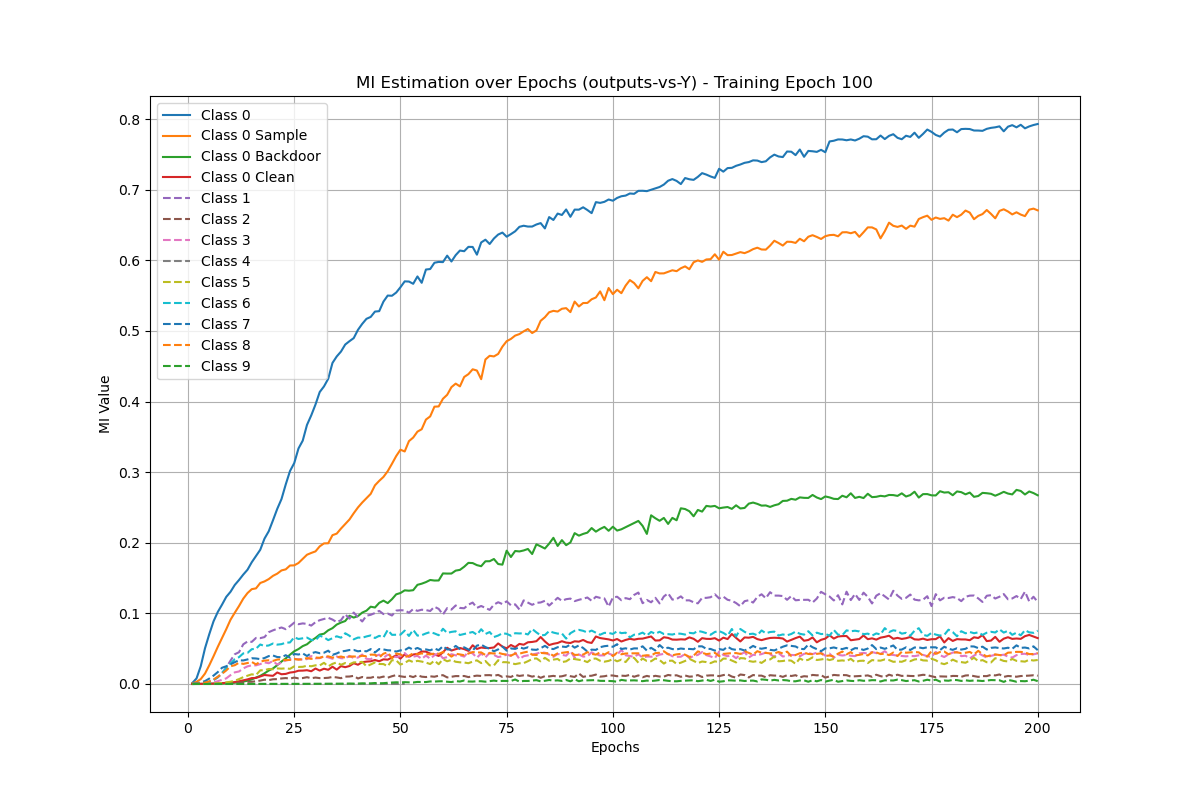 MI Estimation over Epochs (outputs-vs-Y) - Training Epoch 100
Class 0
Class 0 Sample
Class 0 Backdoor
Class 0 Clean
Class 1
Class 2
Class 3
Class 4
Class 5
Class 6
Class 7
Class 8
Class 9
MI Value
0.8
0.7
0.6
0.5
0.4
0.3
0.2
0.1
0.0
0 25 50 75 100 125 150 175 200
Epochs